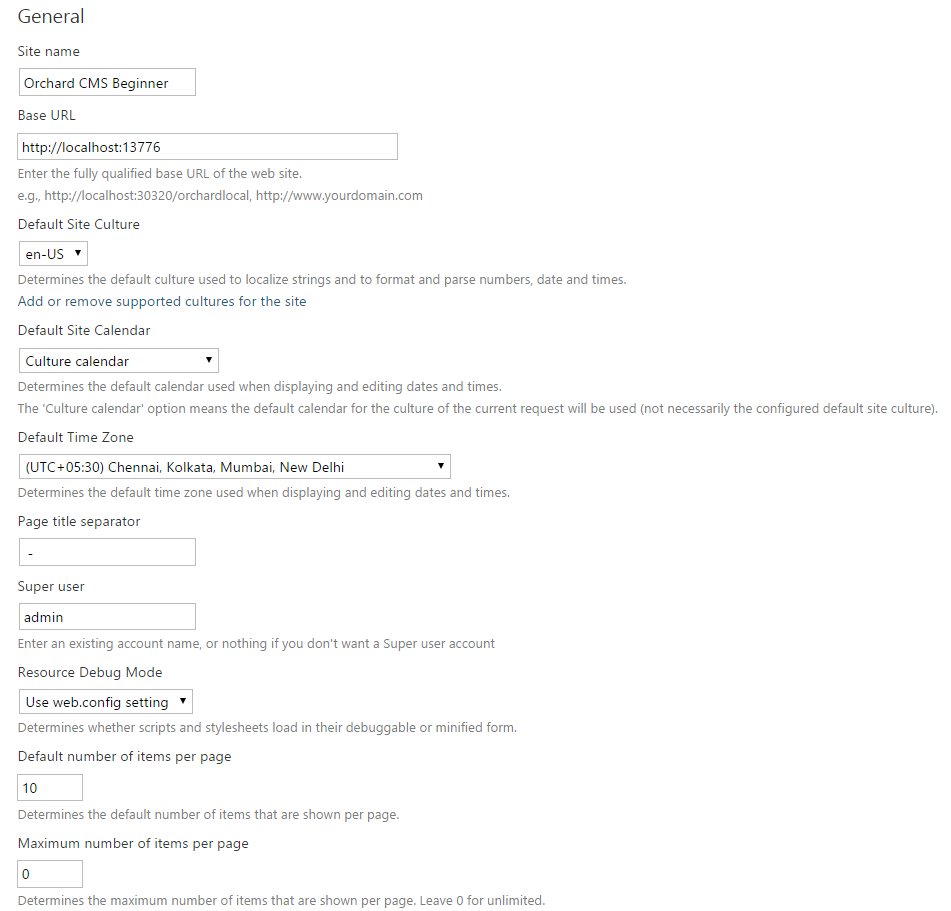 General
Site name
Orchard CMS Beginner
Base URL
http://localhost:13776
Enter the fully qualified base URL of the web site.
e.g., http://localhost:30320/orchardlocal, http://www.yourdomain.com
Default Site Culture
en-US
Determines the default culture used to localize strings and to format and parse numbers, date and times.
Add or remove supported cultures for the site
Default Site Calendar
Culture calendar
Determines the default calendar used when displaying and editing dates and times.
The 'Culture calendar' option means the default calendar for the culture of the current request will be used (not necessarily the configured default site culture).
Default Time Zone
(UTC+05:30) Chennai, Kolkata, Mumbai, New Delhi
Determines the default time zone used when displaying and editing dates and times.
Page title separator
-
Super user
admin
Enter an existing account name, or nothing if you don't want a Super user account
Resource Debug Mode
Use web.config setting
Determines whether scripts and stylesheets load in their debuggable or minified form.
Default number of items per page
10
Determines the default number of items that are shown per page.
Maximum number of items per page
0
Determines the maximum number of items that are shown per page. Leave 0 for unlimited.